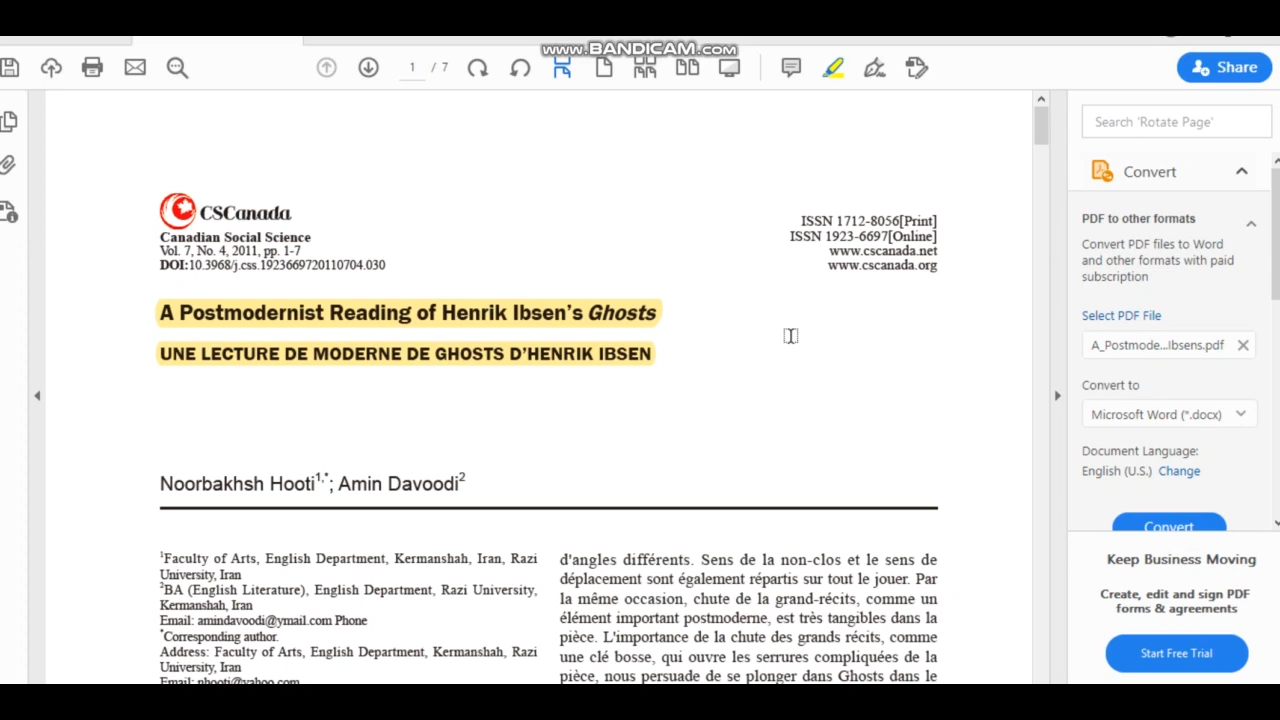 www.BANDICAM.com
1 / 7
Share
Search 'Rotate Page'
Convert
PDF to other formats
Convert PDF files to Word
and other formats with paid
subscription
Select PDF File
A_Postmode...Ibsens.pdf
Convert to
Microsoft Word (*.docx)
Document Language:
English (U.S.) Change
Convert
Keep Business Moving
Create, edit and sign PDF
forms & agreements
Start Free Trial
CSCanada
Canadian Social Science
Vol. 7, No. 4, 2011, pp. 1-7
DOI:10.3968/j.css.1923669720110704.030
ISSN 1712-8056[Print]
ISSN 1923-6697[Online]
www.cscanada.net
www.cscanada.org
A Postmodernist Reading of Henrik Ibsen's Ghosts
UNE LECTURE DE MODERNE DE GHOSTS D'HENRIK IBSEN
Noorbakhsh Hooti1,*; Amin Davoodi2
1Faculty of Arts, English Department, Kermanshah, Iran, Razi
University, Iran
2BA (English Literature), English Department, Razi University,
Kermanshah, Iran
Email: amindavoodi@ymail.com Phone
*Corresponding author.
Address: Faculty of Arts, English Department, Kermanshah, Razi
University, Iran
Email: nhooti@yahoo.com
d'angles différents. Sens de la non-clos et le sens de
déplacement sont également répartis sur tout le jouer. Par
la même occasion, chute de la grand-récits, comme un
élément important postmoderne, est très tangibles dans la
pièce. L'importance de la chute des grands récits, comme
une clé bosse, qui ouvre les serrures compliquées de la
pièce, nous persuade de se plonger dans Ghosts dans le